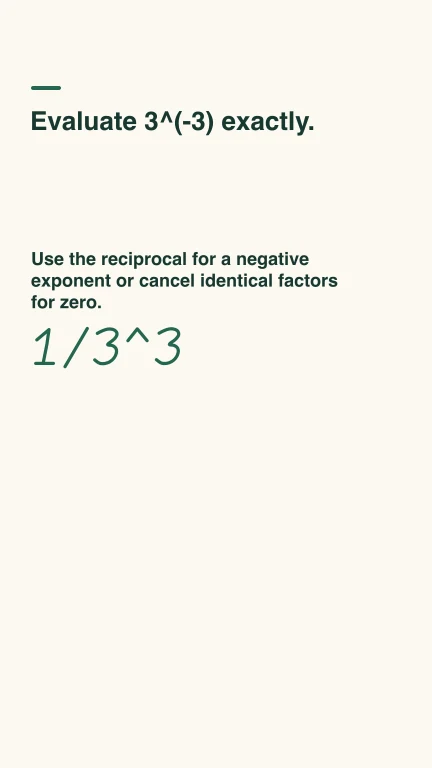 Evaluate 3^(-3) exactly.
Use the reciprocal for a negative
exponent or cancel identical factors
for zero.
1/3^3